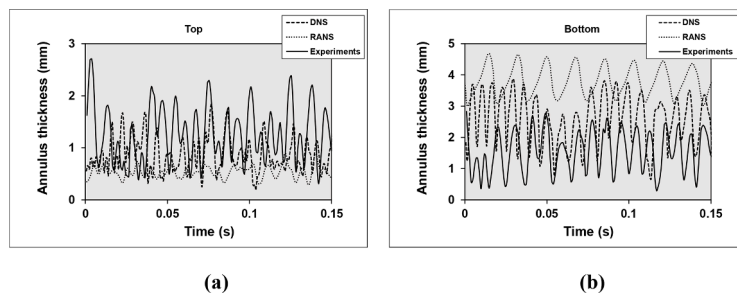 Top
DNS
RANS
Experiments
Annulus thickness (mm)
3
2
1
0
0
0.05
0.1
0.15
Time (s)
(a)
Bottom
DNS
RANS
Experiments
Annulus thickness (mm)
5
4
3
2
1
0
0
0.05
0.1
0.15
Time (s)
(b)